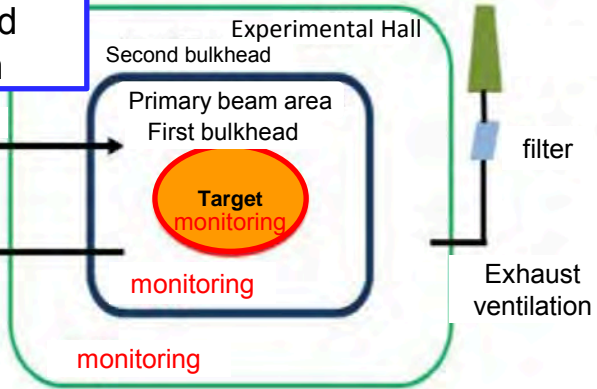 d
Experimental Hall
Second bulkhead
Primary beam area
First bulkhead
Target
monitoring
monitoring
monitoring
filter
Exhaust
ventilation